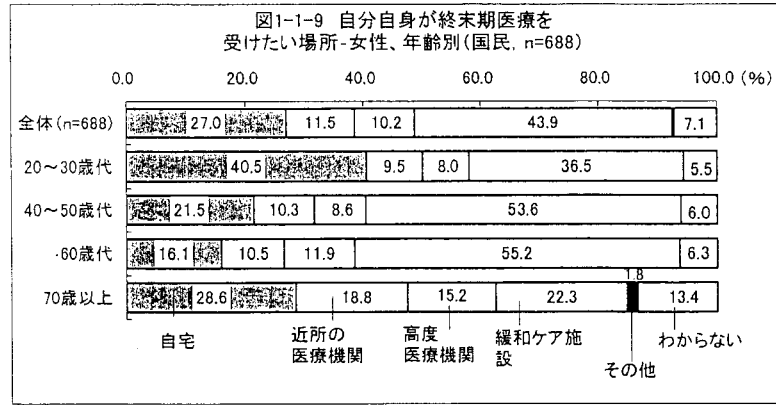 図1-1-9 自分自身が終末期医療を
受けたい場所-女性、年齢別(国民, n=688)
0.0 20.0 40.0 60.0 80.0 100.0 (%)
全体(n=688) 27.0 11.5 10.2 43.9 7.1
20～30歳代 40.5 9.5 8.0 36.5 5.5
40～50歳代 21.5 10.3 8.6 53.6 6.0
60歳代 16.1 10.5 11.9 55.2 6.3
1.8
70歳以上 28.6 18.8 15.2 22.3 13.4
自宅 近所の 高度 緩和ケア施 わからない
医療機関 医療機関 設 その他